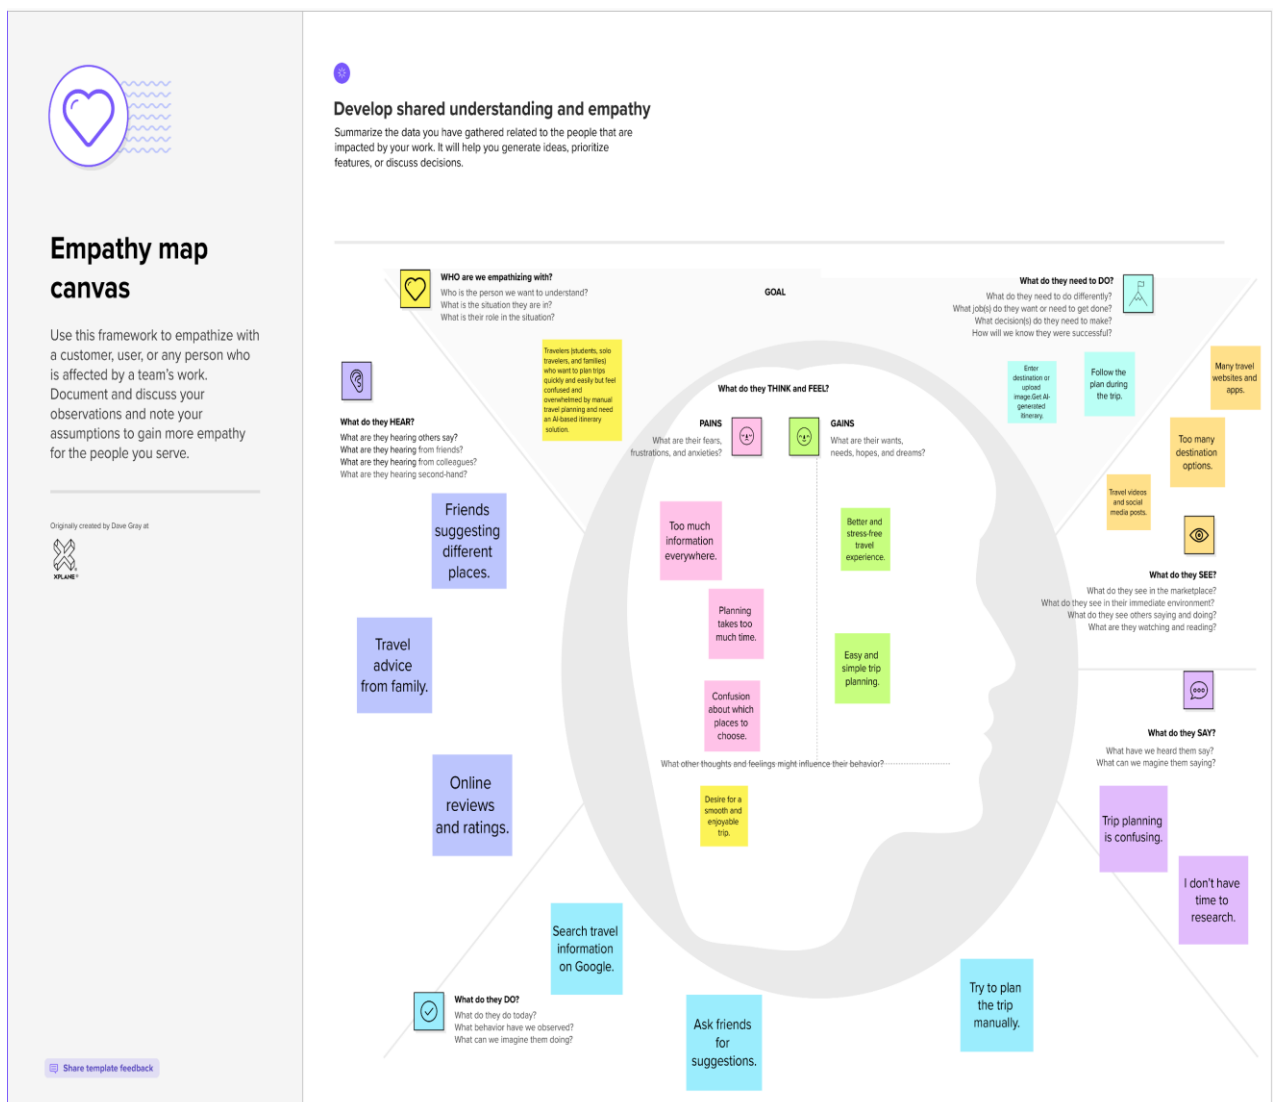 Empathy map
canvas
Use this framework to empathize with
a customer, user, or any person who
is affected by a team's work.
Document and discuss your
observations and note your
assumptions to gain more empathy
for the people you serve.
Originally created by Dave Gray at
XPLANE
Share template feedback
Develop shared understanding and empathy
Summarize the data you have gathered related to the people that are
impacted by your work. It will help you generate ideas, prioritize
features, or discuss decisions.
WHO are we empathizing with?
Who is the person we want to understand?
What is the situation they are in?
What is their role in the situation?
Travelers (students, solo
travelers, and families)
who want to plan trips
quickly and easily but feel
confused and
overwhelmed by manual
travel planning and need
an AI-based itinerary
solution.
GOAL
What do they need to DO?
What do they need to do differently?
What job(s) do they want or need to get done?
What decision(s) do they need to make?
How will we know they were successful?
Enter
destination or
upload
image.Get AI-
generated
itinerary.
Follow the
plan during
the trip.
Many travel
websites and
apps.
Too many
destination
options.
Travel videos
and social
media posts.
What do they SEE?
What do they see in the marketplace?
What do they see in their immediate environment?
What do they see others saying and doing?
What are they watching and reading?
What do they SAY?
What have we heard them say?
What can we magine them saying?
Trip planning
is confusing.
I don't have
time to
research.
What do they HEAR?
What are they hearing others say?
What are they hearing from friends?
What are they hearing from colleagues?
What are they hearing second-hand?
Friends
suggesting
different
places.
Travel
advice
from family.
Online
reviews
and ratings.
What do they THINK and FEEL?
PAINS
What are their fears,
frustrations, and anxieties?
GAINS
What are their wants,
needs, hopes, and dreams?
Too much
information
everywhere.
Planning
takes too
much time.
Confusion
about which
places to
choose.
Better and
stress-free
travel
experience.
Easy and
simple trip
planning.
What other thoughts and feelings might influence their behavior?
Desire for a
smooth and
enjoyable
trip.
What do they DO?
What do they do today?
What behavior have we observed?
What can we imagine them doing?
Search travel
information
on Google.
Ask friends
for
suggestions.
Try to plan
the trip
manually.